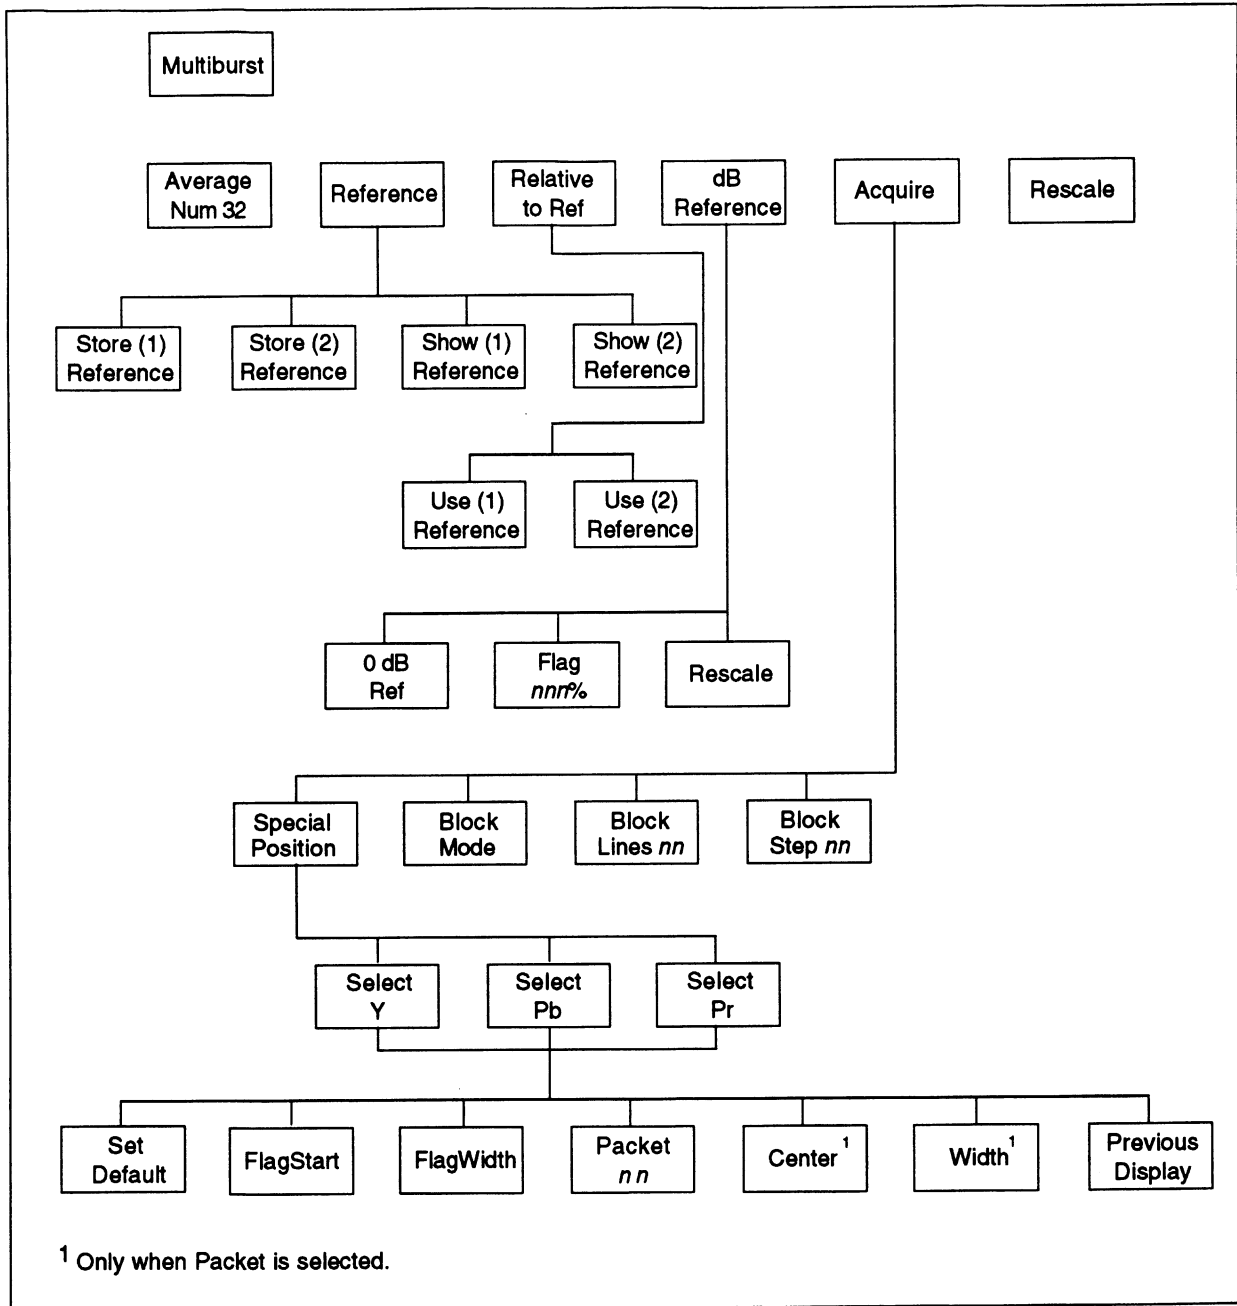 Multiburst
Average
Num 32
Reference
Relative
to Ref
dB
Reference
Acquire
Rescale
Store (1)
Reference
Store (2)
Reference
Show (1)
Reference
Show (2)
Reference
Use (1)
Reference
Use (2)
Reference
0 dB
Ref
Flag
nnn%
Rescale
Special
Position
Block
Mode
Block
Lines nn
Block
Step nn
Select
Y
Select
Pb
Select
Pr
Set
Default
FlagStart
FlagWidth
Packet
n n
Center 1
Width 1
Previous
Display
1 Only when Packet is selected.